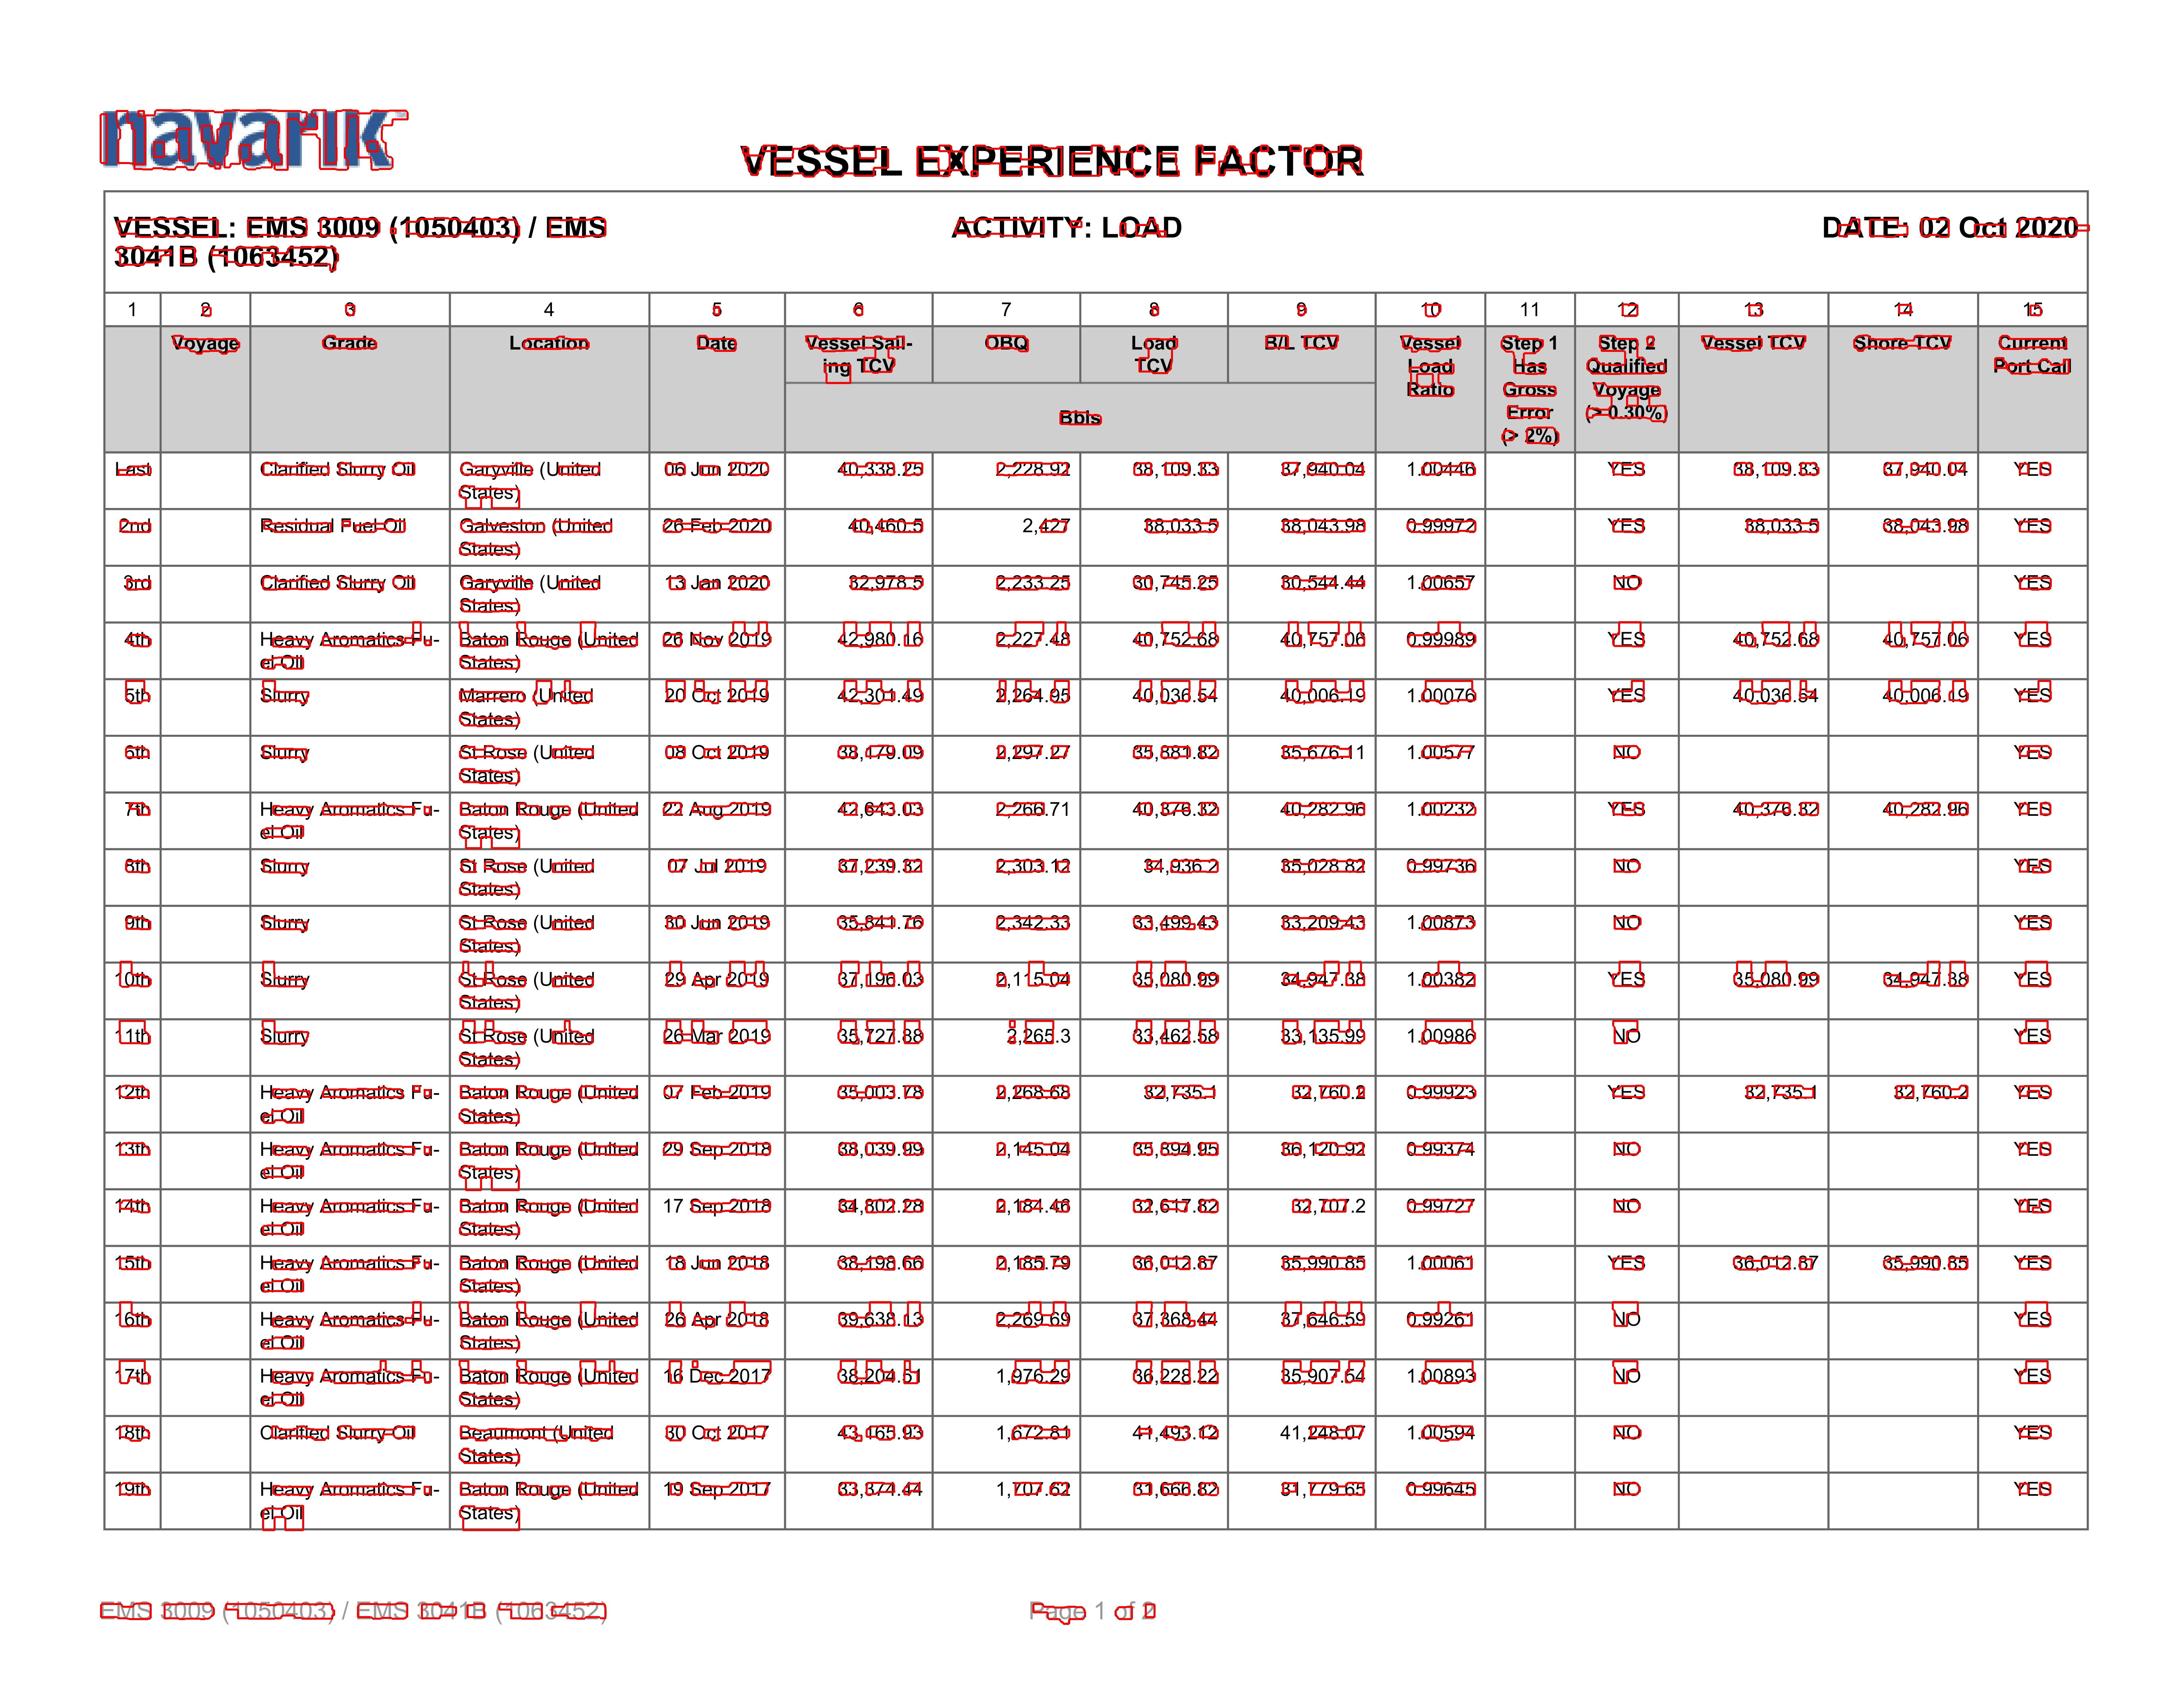 navarik
VESSEL EXPERIENCE FACTOR
VESSEL: EMS 3009 (1050403) / EMS ACTIVITY: LOAD DATE: 02 Oct 2020
3041B (1063452)
1 2 3 4 5 6 7 8 9 10 11 12 13 14 15
Voyage Grade Location Date Vessel Sail- OBQ Load B/L TCV Vessel Step 1 Step 2 Vessel TCV Shore TCV Current
ing TCV TCV Load Has Qualified Port Call
Ratio Gross Voyage
Bbls Error (> 0.30%)
(> 2%)
Last Clarified Slurry Oil Garyville (United 06 Jun 2020 40,338.25 2,228.92 38,109.33 37,940.04 1.00446 YES 38,109.33 37,940.04 YES
States)
2nd Residual Fuel Oil Galveston (United 26 Feb 2020 40,460.5 2,427 38,033.5 38,043.98 0.99972 YES 38,033.5 38,043.98 YES
States)
3rd Clarified Slurry Oil Garyville (United 13 Jan 2020 32,978.5 2,233.25 30,745.25 30,544.44 1.00657 NO YES
States)
4th Heavy Aromatics Fu- Baton Rouge (United 26 Nov 2019 42,980.16 2,227.48 40,752.68 40,757.06 0.99989 YES 40,752.68 40,757.06 YES
el Oil States)
5th Slurry Marrero (United 20 Oct 2019 42,301.49 2,264.95 40,036.54 40,006.19 1.00076 YES 40,036.54 40,006.19 YES
States)
6th Slurry St Rose (United 08 Oct 2019 38,179.09 2,297.27 35,881.82 35,676.11 1.00577 NO YES
States)
7th Heavy Aromatics Fu- Baton Rouge (United 22 Aug 2019 42,643.03 2,266.71 40,376.32 40,282.96 1.00232 YES 40,376.32 40,282.96 YES
el Oil States)
8th Slurry St Rose (United 07 Jul 2019 37,239.32 2,303.12 34,936.2 35,028.82 0.99736 NO YES
States)
9th Slurry St Rose (United 30 Jun 2019 35,841.76 2,342.33 33,499.43 33,209.43 1.00873 NO YES
States)
10th Slurry St Rose (United 29 Apr 2019 37,196.03 2,115.04 35,080.99 34,947.38 1.00382 YES 35,080.99 34,947.38 YES
States)
11th Slurry St Rose (United 26 Mar 2019 35,727.88 2,265.3 33,462.58 33,135.99 1.00986 NO YES
States)
12th Heavy Aromatics Fu- Baton Rouge (United 07 Feb 2019 35,003.78 2,268.68 32,735.1 32,760.2 0.99923 YES 32,735.1 32,760.2 YES
el Oil States)
13th Heavy Aromatics Fu- Baton Rouge (United 29 Sep 2018 38,039.99 2,145.04 35,894.95 36,120.92 0.99374 NO YES
el Oil States)
14th Heavy Aromatics Fu- Baton Rouge (United 17 Sep 2018 34,802.28 2,184.46 32,617.82 32,707.2 0.99727 NO YES
el Oil States)
15th Heavy Aromatics Fu- Baton Rouge (United 18 Jun 2018 38,198.66 2,185.79 36,012.87 35,990.85 1.00061 YES 36,012.87 35,990.85 YES
el Oil States)
16th Heavy Aromatics Fu- Baton Rouge (United 26 Apr 2018 39,638.13 2,269.69 37,368.44 37,646.59 0.99261 NO YES
el Oil States)
17th Heavy Aromatics Fu- Baton Rouge (United 16 Dec 2017 38,204.51 1,976.29 36,228.22 35,907.54 1.00893 NO YES
el Oil States)
18th Clarified Slurry Oil Beaumont (United 30 Oct 2017 43,165.93 1,672.81 41,493.12 41,248.07 1.00594 NO YES
States)
19th Heavy Aromatics Fu- Baton Rouge (United 19 Sep 2017 33,374.44 1,707.62 31,666.82 31,779.65 0.99645 NO YES
el Oil States)
EMS 3009 (1050403) / EMS 3041B (1063452) Page 1 of 2